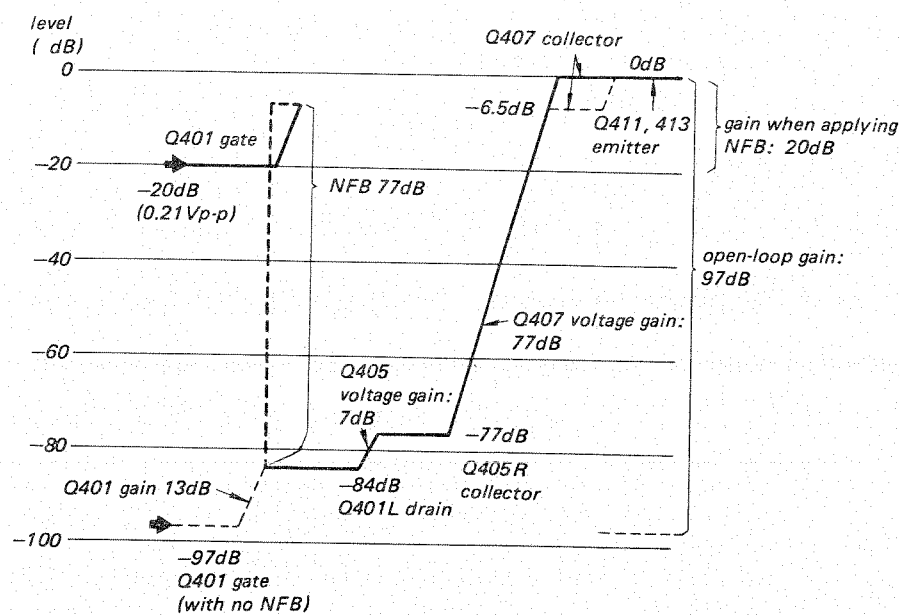 level
( dB)
Q407 collector
0
0dB
−6.5dB
Q401 gate
Q411, 413
emitter
gain when applying
NFB: 20dB
−20
−20dB
(0.21Vp-p)
NFB 77dB
−40
open-loop gain:
97dB
Q407 voltage gain:
77dB
−60
Q405
voltage gain:
7dB
−77dB
−80
Q405R
collector
Q401 gain 13dB
−84dB
Q401L drain
−100
−97dB
Q401 gate
(with no NFB)